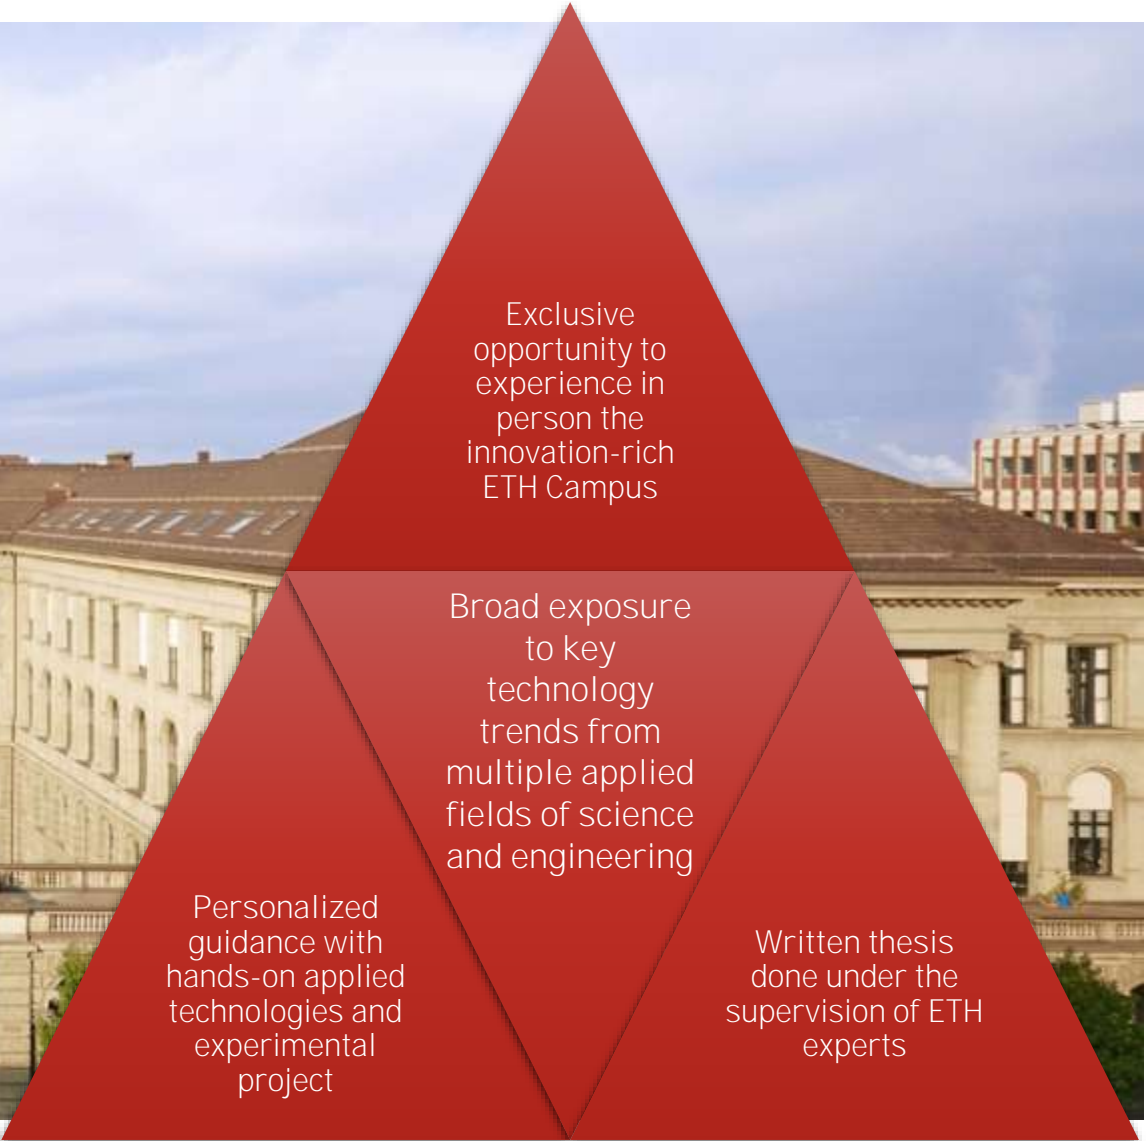 Exclusive
opportunity to
experience in
person the
innovation-rich
ETH Campus
Broad exposure
to key
technology
trends from
multiple applied
fields of science
and engineering
Personalized
guidance with
hands-on applied
technologies and
experimental
project
Written thesis
done under the
supervision of ETH
experts